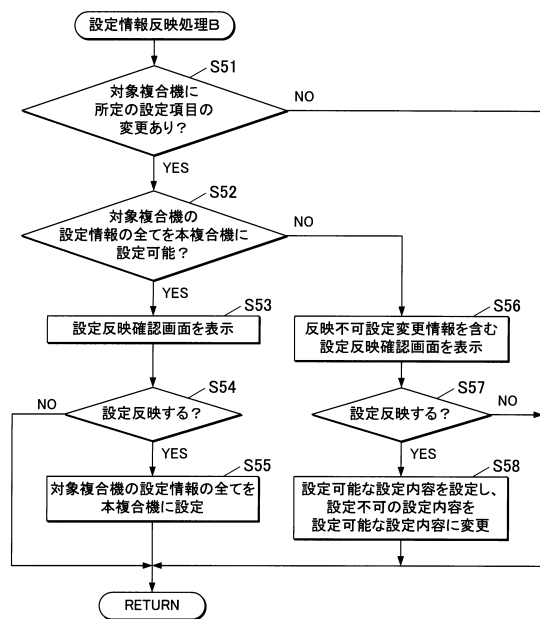 設定情報反映処理B
S51
対象複合機に
所定の設定項目の
変更あり?
NO
YES
S52
対象複合機の
設定情報の全てを本複合機に
設定可能?
NO
YES
S53
設定反映確認画面を表示
S56
反映不可設定変更情報を含む
設定反映確認画面を表示
S54
NO
設定反映する?
YES
S57
設定反映する?
NO
YES
S55
対象複合機の設定情報の全てを
本複合機に設定
S58
設定可能な設定内容を設定し、
設定不可の設定内容を
設定可能な設定内容に変更
RETURN